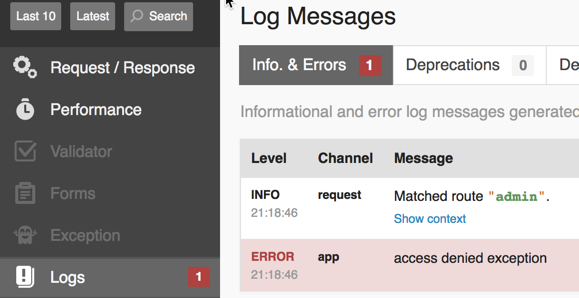 Last 10
Latest
Search
Request / Response
Performance
Validator
Forms
Exception
Logs 1
Log Messages
Info. & Errors 1
Deprecations 0
De
Informational and error log messages generated
Level Channel Message
INFO request Matched route "admin".
21:18:46 Show context
ERROR app access denied exception
21:18:46